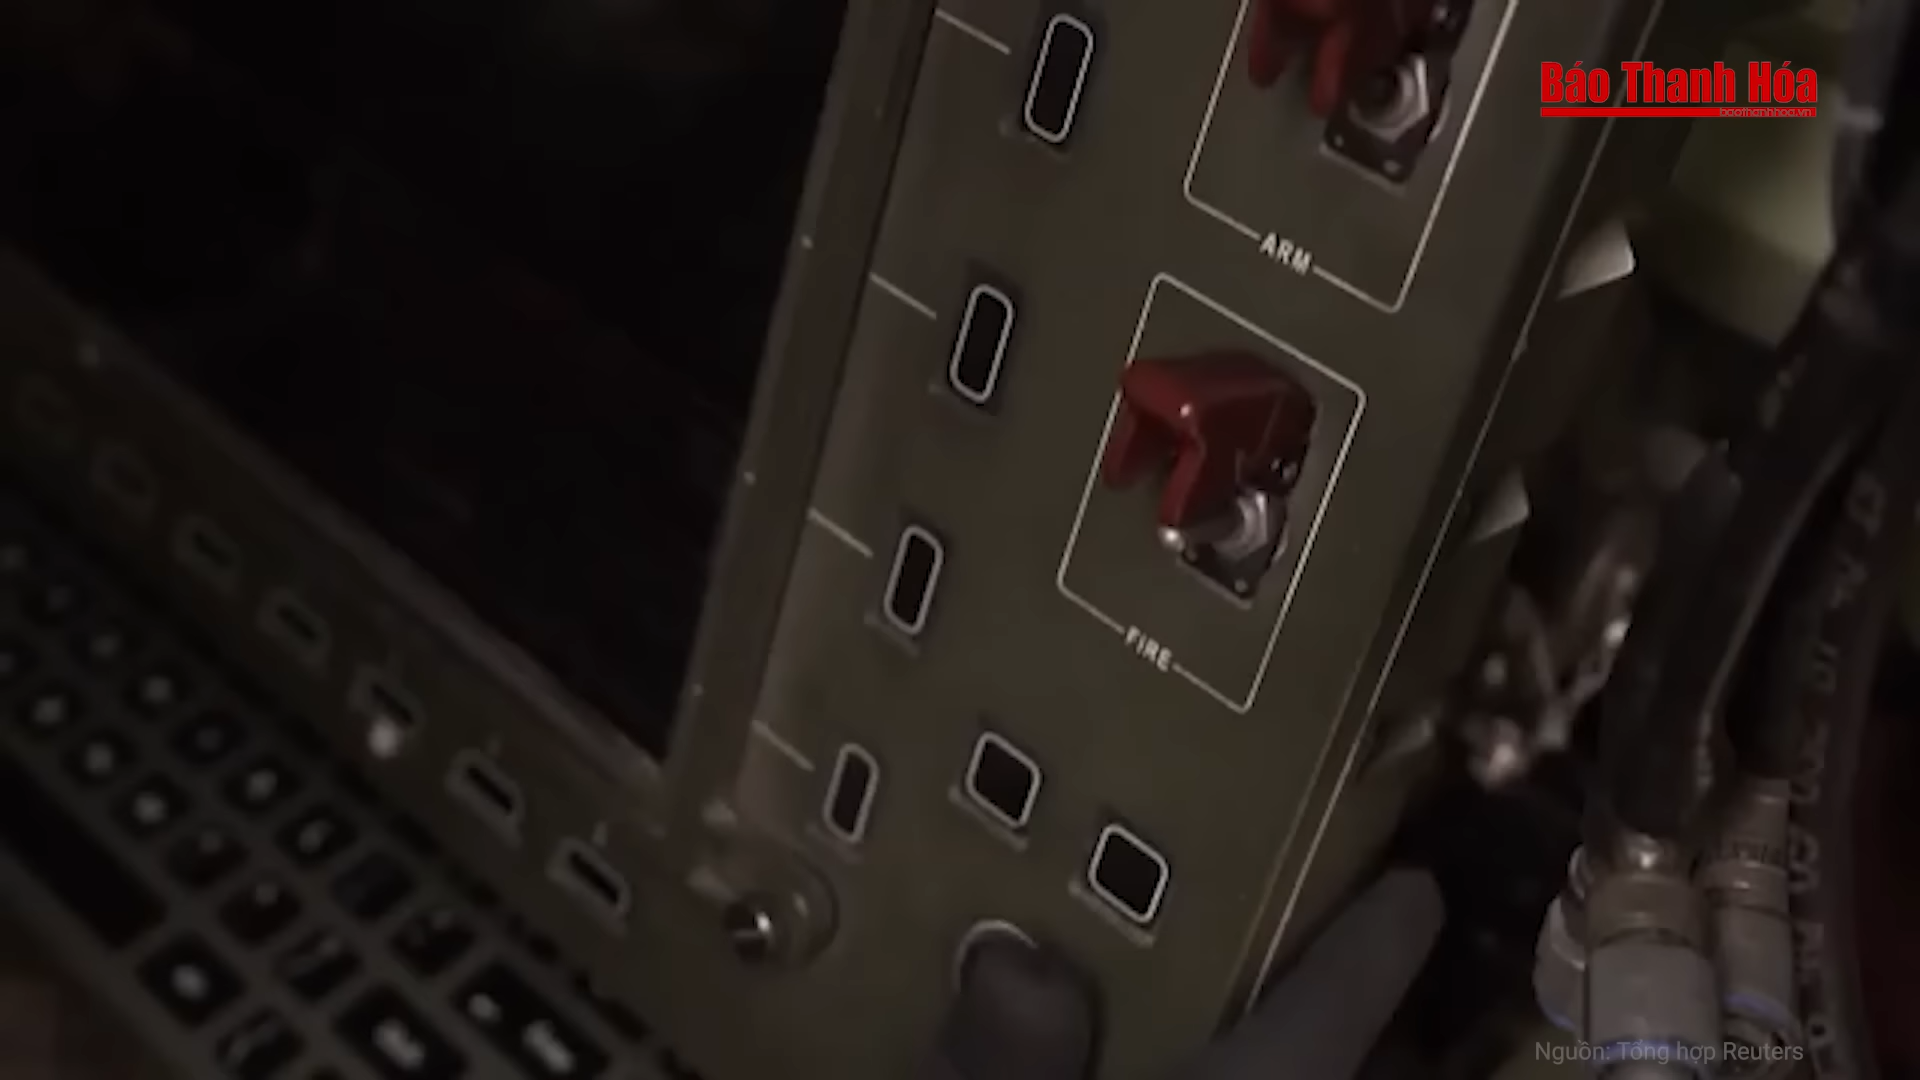 Báo Thanh Hóa
baothanhhoa.vn
ARM
FIRE
Nguồn: Tổng hợp Reuters